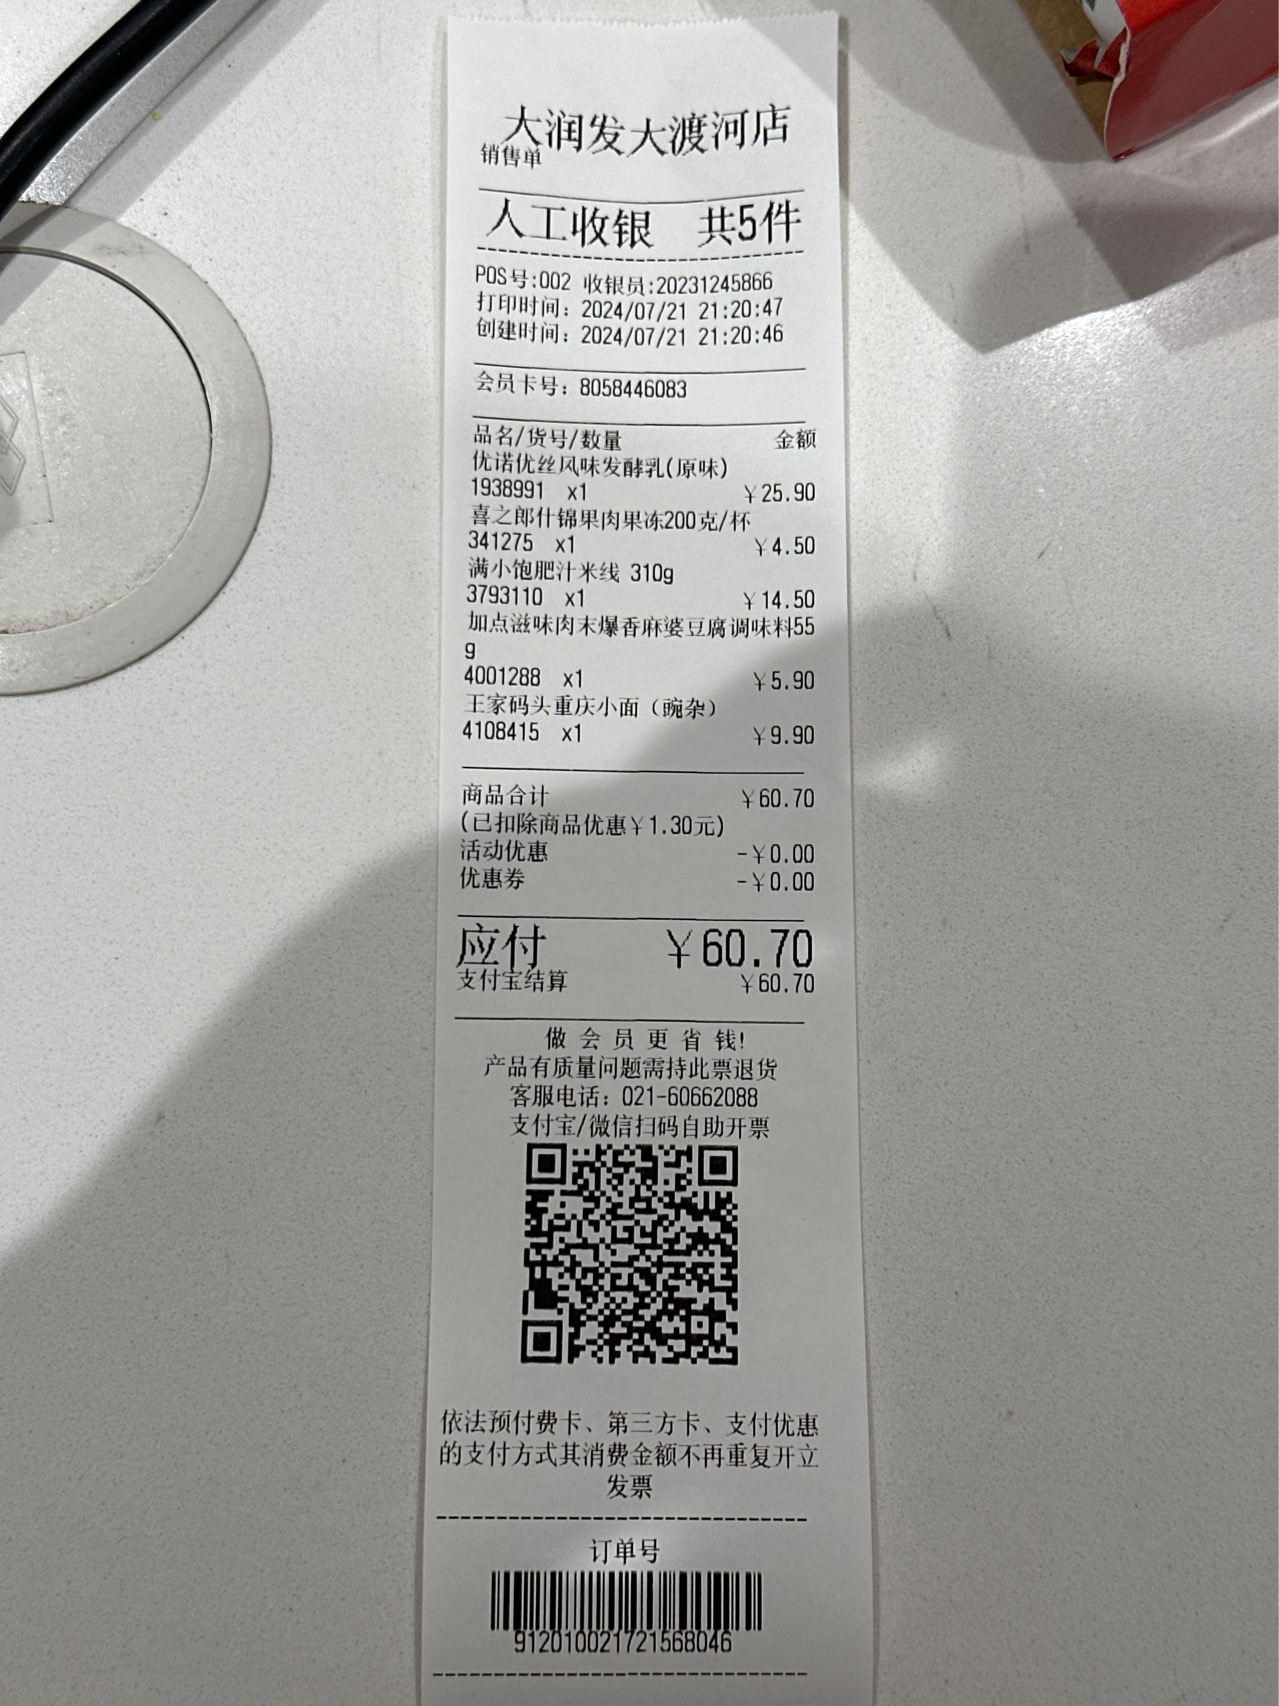 大润发大渡河店
销售单
人工收银 共5件
POS号:002 收银员:20231245866
打印时间: 2024/07/21 21:20:47
创建时间: 2024/07/21 21:20:46
会员卡号: 8058446083
品名/货号/数量 金额
优诺优丝风味发酵乳(原味)
1938991 x1 ¥25.90
喜之郎什锦果肉果冻200克/杯
341275 x1 ¥4.50
满小饱肥汁米线 310g
3793110 x1 ¥14.50
加点滋味肉末爆香麻婆豆腐调味料55
g
4001288 x1 ¥5.90
王家码头重庆小面（豌杂）
4108415 x1 ¥9.90
商品合计 ¥60.70
(已扣除商品优惠¥1.30元)
活动优惠 -¥0.00
优惠券 -¥0.00
应付 ¥60.70
支付宝结算 ¥60.70
做会员更省钱!
产品有质量问题需持此票退货
客服电话: 021-60662088
支付宝/微信扫码自助开票
依法预付费卡、第三方卡、支付优惠
的支付方式其消费金额不再重复开立
发票
订单号
912010021721568046